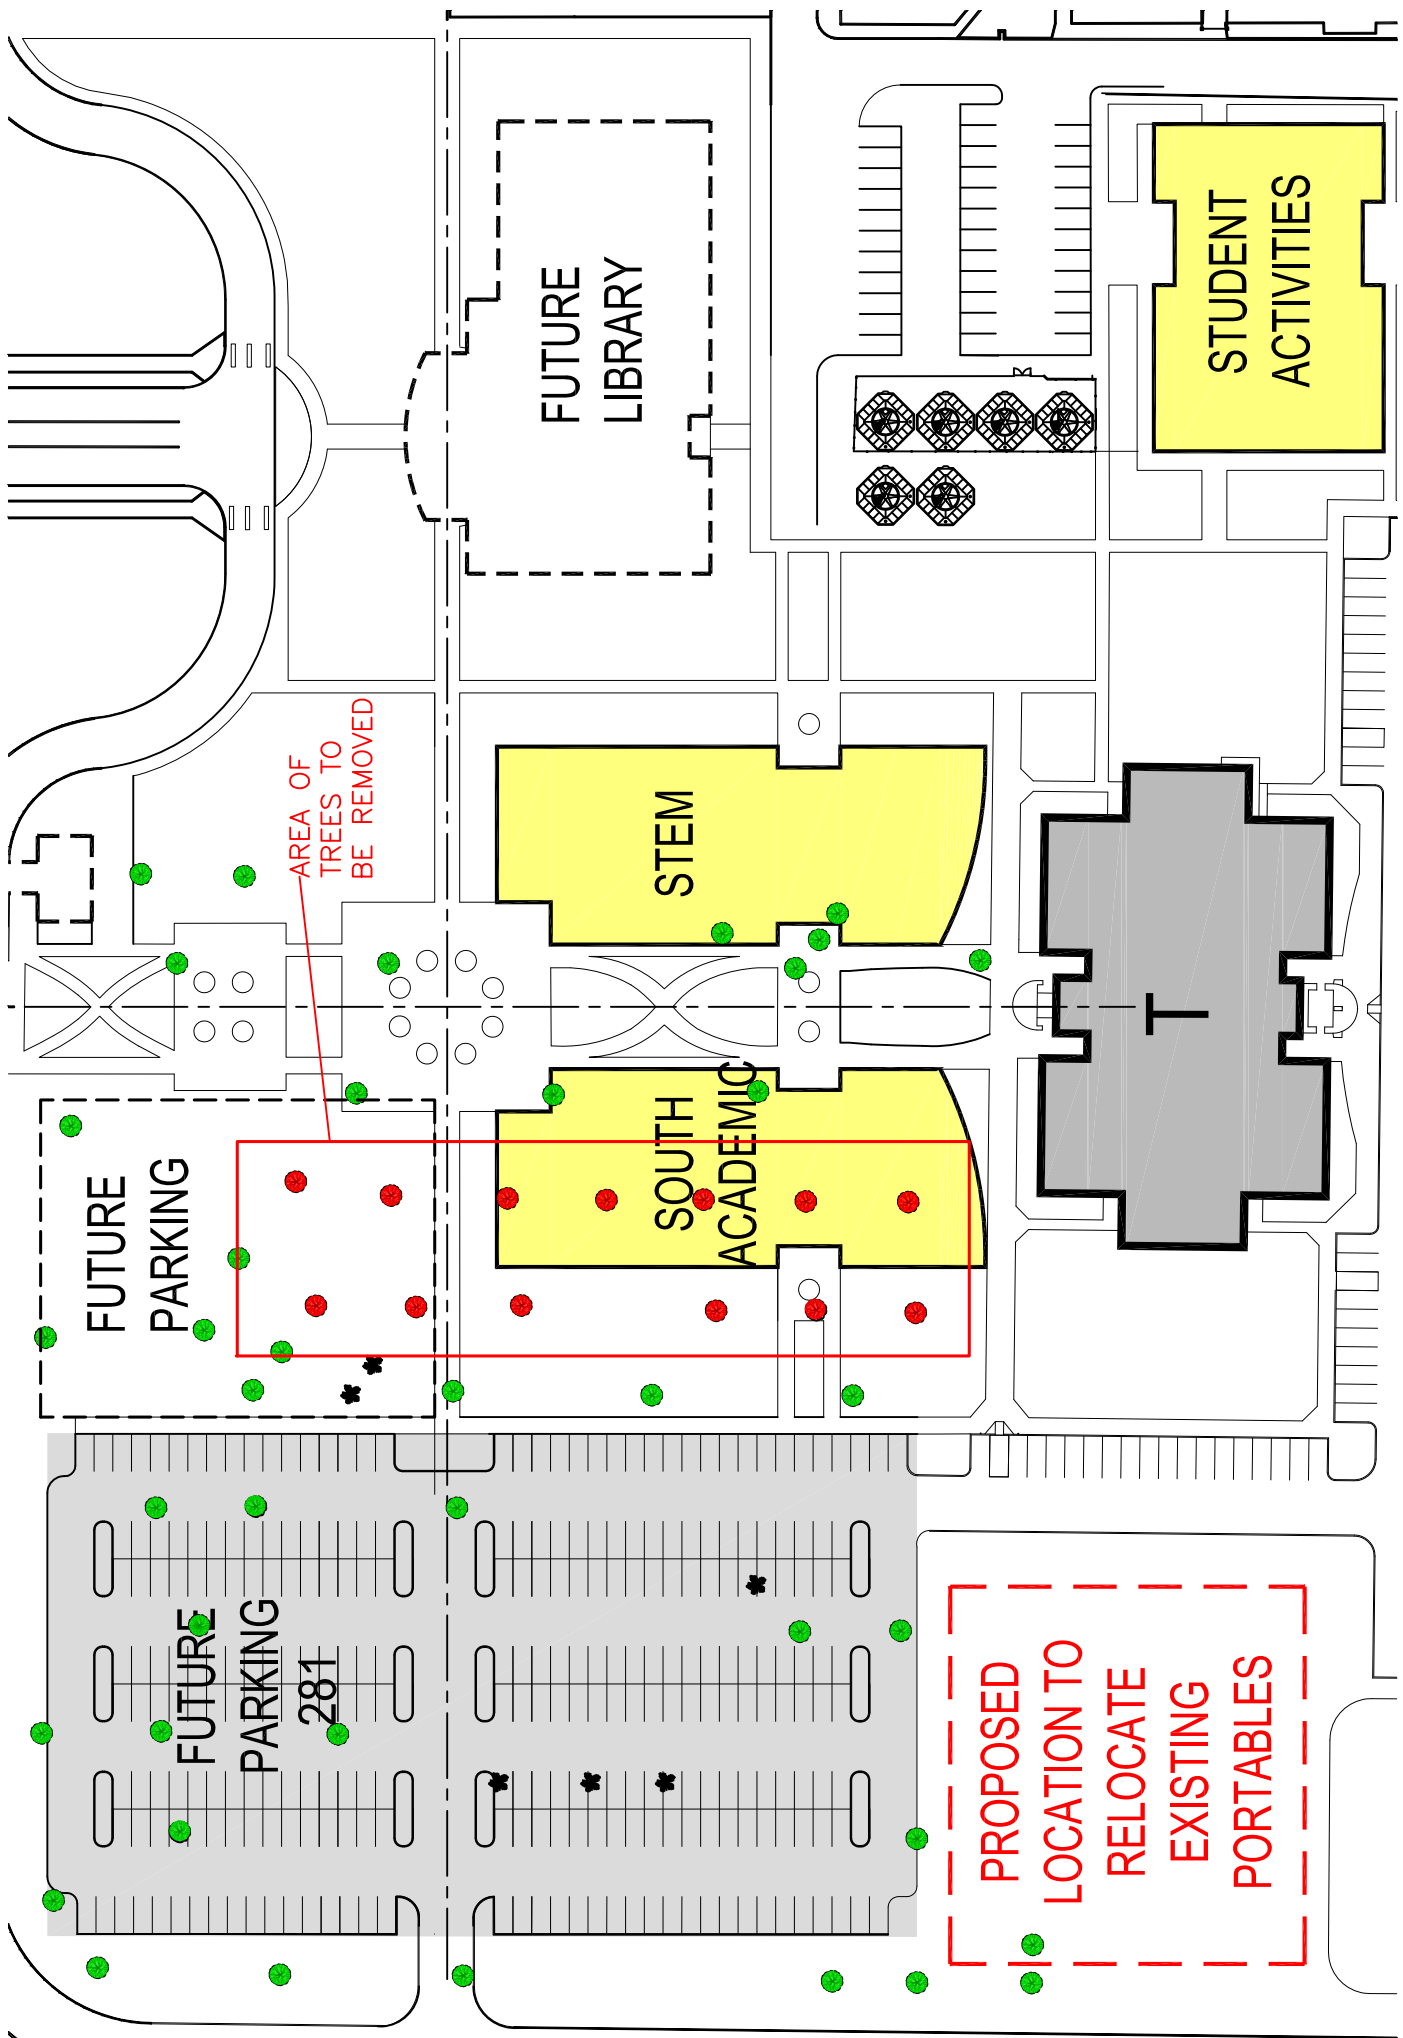 FUTURE
LIBRARY
STUDENT
ACTIVITIES
AREA OF
TREES TO
BE REMOVED
STEM
T
SOUTH
ACADEMIC
FUTURE
PARKING
FUTURE
PARKING
281
PROPOSED
LOCATION TO
RELOCATE
EXISTING
PORTABLES